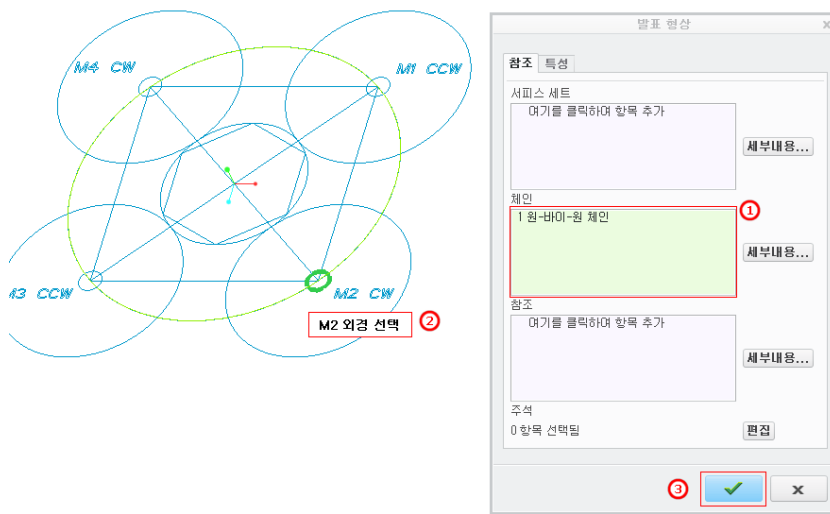 M4 CW
M1 CCW
M3 CCW
M2 CW
M2 외경 선택
②
발표 형상
x
참조
특성
서피스 세트
여기를 클릭하여 항목 추가
세부내용...
체인
①
1 원-바이-원 체인
세부내용...
참조
여기를 클릭하여 항목 추가
세부내용...
주석
0 항목 선택됨
편집
③
x